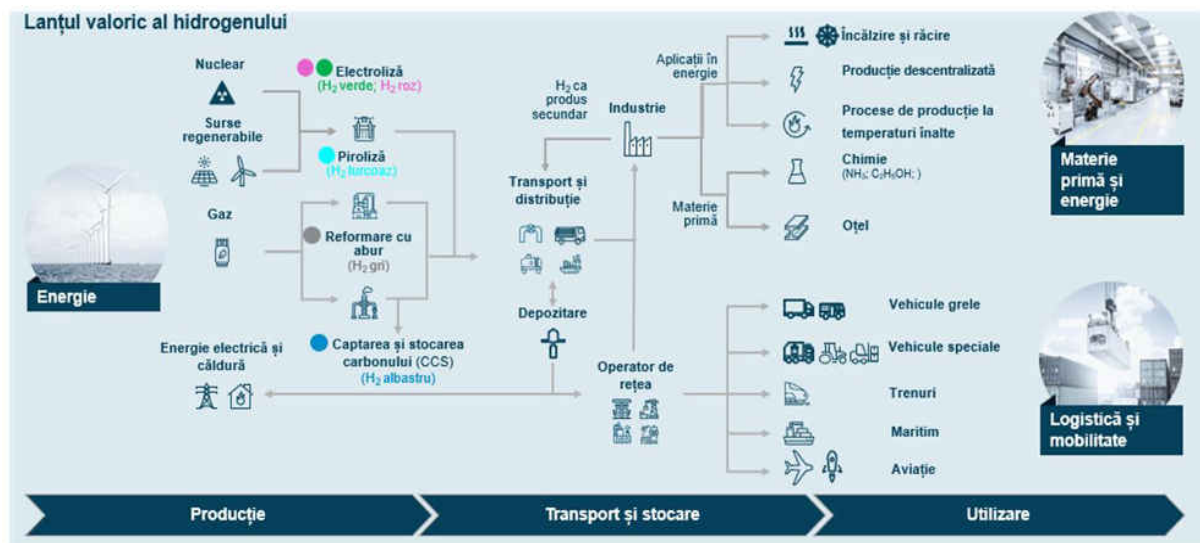 Lanțul valoric al hidrogenului
Nuclear
Surse
regenerabile
Gaz
Energie
Energie electrică și
căldură
Electroliză
(H₂ verde; H₂ roz)
Piroliză
(H₂ turcoaz)
Reformare cu
abur
(H₂ gri)
Captarea și stocarea
carbonului (CCS)
(H₂ albastru)
H₂ ca
produs
secundar
Transport și
distribuție
Depozitare
Industrie
Operator de
rețea
Aplicații în
energie
Materie
primă
Încălzire și răcire
Producție descentralizată
Procese de producție la
temperaturi înalte
Chimie
(NH₃; C₂H₅OH; )
Oțel
Vehicule grele
Vehicule speciale
Trenuri
Maritim
Aviație
Materie
primă și
energie
Logistică și
mobilitate
Producție
Transport și stocare
Utilizare